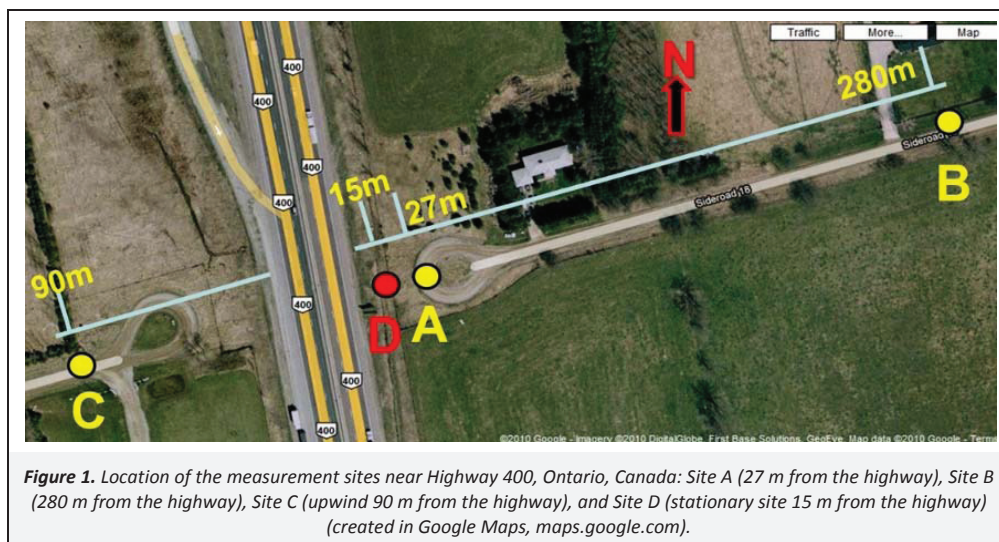 Traffic More... Map
N
400
400
400
400
400
400
400
400
280m
15m
27m
90m
Sideroad
Sideroad 18
B
D
A
C
©2010 Google - Imagery ©2010 DigitalGlobe, First Base Solutions, GeoEye, Map data ©2010 Google -
Figure 1. Location of the measurement sites near Highway 400, Ontario, Canada: Site A (27 m from the highway), Site B
(280 m from the highway), Site C (upwind 90 m from the highway), and Site D (stationary site 15 m from the highway)
(created in Google Maps, maps.google.com).